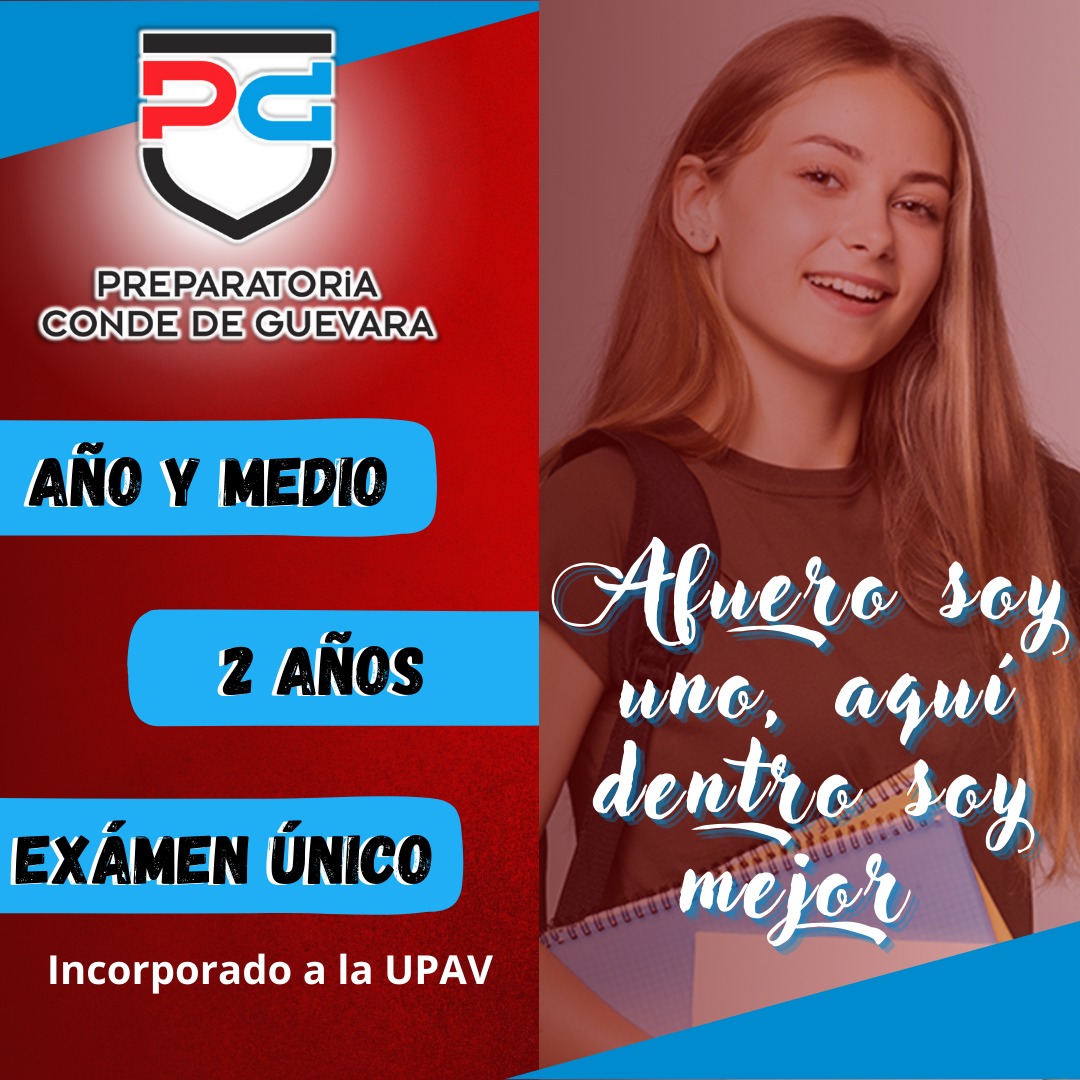 PG
PREPARATORiA
CONDE DE GUEVARA
AÑO Y MEDIO
2 AÑOS
EXÁMEN ÚNICO
Incorporado a la UPAV
Afuero soy
uno, aquí
dentro soy
mejor